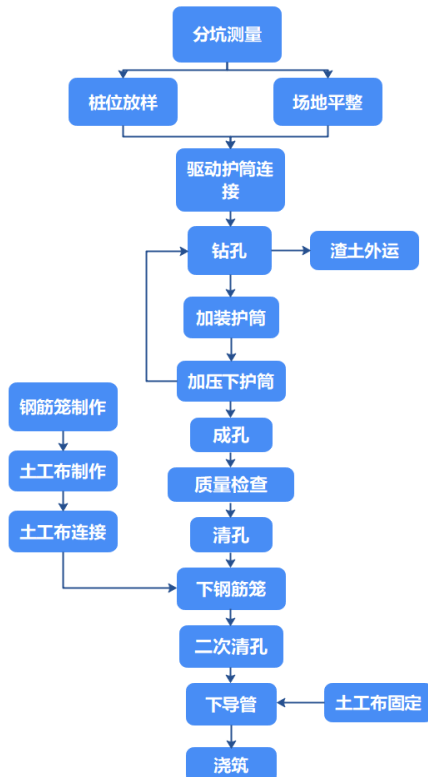 分坑测量
桩位放样
场地平整
驱动护筒连
接
钻孔
渣土外运
加装护筒
加压下护筒
钢筋笼制作
成孔
土工布制作
质量检查
土工布连接
清孔
下钢筋笼
二次清孔
下导管
土工布固定
浇筑